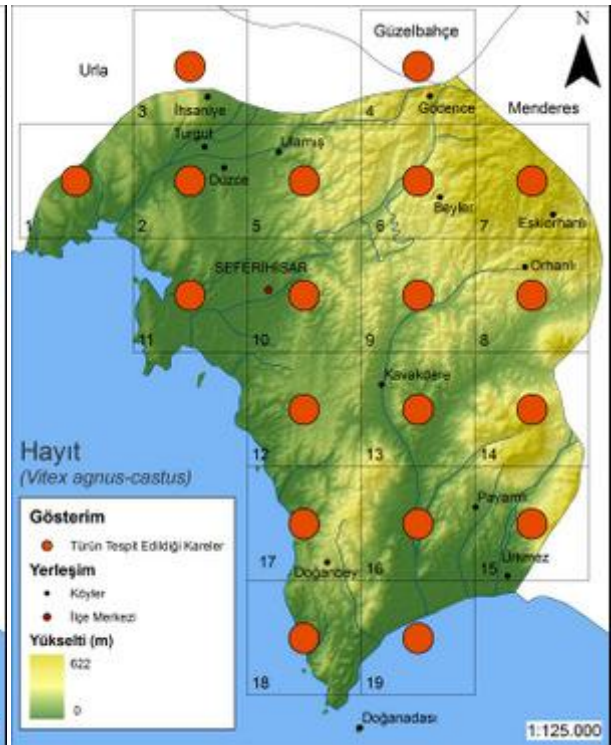 Güzelbahçe
N
Urla
3
İhsaniye
4
Gödence
Menderes
Turgut
Ulamış
Düzce
Beyler
1
2
5
6
7
Eskiorhanlı
SEFERİHİSAR
Orhanlı
11
10
9
8
Kavakdere
Hayıt
(Vitex agnus-castus)
12
13
14
Gösterim
Türün Tespit Edildiği Kareler
Yerleşim
Köyler
İlçe Merkezi
Yükselti (m)
622
0
Payamlı
17
Doğanbey
16
15
Ürkmez
18
19
Doğanadası
1:125.000